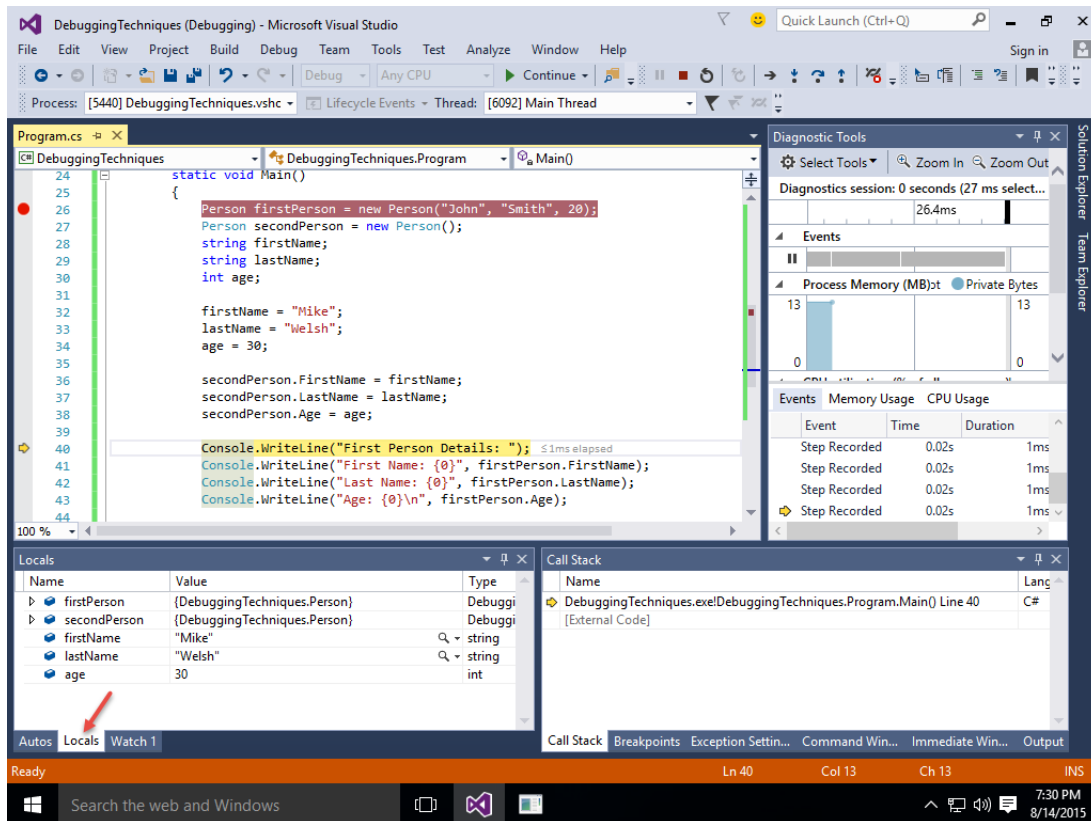 DebuggingTechniques (Debugging) - Microsoft Visual Studio
Quick Launch (Ctrl+Q)
File Edit View Project Build Debug Team Tools Test Analyze Window Help
Sign in
Debug Any CPU Continue
Process: [5440] DebuggingTechniques.vshc Lifecycle Events Thread: [6092] Main Thread
Program.cs
C# DebuggingTechniques DebuggingTechniques.Program Main()
24 static void Main()
25 {
26 Person firstPerson = new Person("John", "Smith", 20);
27 Person secondPerson = new Person();
28 string firstName;
29 string lastName;
30 int age;
31
32 firstName = "Mike";
33 lastName = "Welsh";
34 age = 30;
35
36 secondPerson.FirstName = firstName;
37 secondPerson.LastName = lastName;
38 secondPerson.Age = age;
39
40 Console.WriteLine("First Person Details: "); ≤1ms elapsed
41 Console.WriteLine("First Name: {0}", firstPerson.FirstName);
42 Console.WriteLine("Last Name: {0}", firstPerson.LastName);
43 Console.WriteLine("Age: {0}\n", firstPerson.Age);
44
100 %
Diagnostic Tools
Select Tools Zoom In Zoom Out
Diagnostics session: 0 seconds (27 ms select...
26.4ms
Events
Process Memory (MB) Private Bytes
13 13
0 0
Events Memory Usage CPU Usage
Event Time Duration
Step Recorded 0.02s 1ms
Step Recorded 0.02s 1ms
Step Recorded 0.02s 1ms
Step Recorded 0.02s 1ms
Solution Explorer
Team Explorer
Locals
Name Value Type
firstPerson {DebuggingTechniques.Person} Debuggi
secondPerson {DebuggingTechniques.Person} Debuggi
firstName "Mike" string
lastName "Welsh" string
age 30 int
Autos Locals Watch 1
Call Stack
Name Lang
DebuggingTechniques.exe!DebuggingTechniques.Program.Main() Line 40 C#
[External Code]
Call Stack Breakpoints Exception Settin... Command Win... Immediate Win... Output
Ready Ln 40 Col 13 Ch 13 INS
Search the web and Windows
7:30 PM
8/14/2015